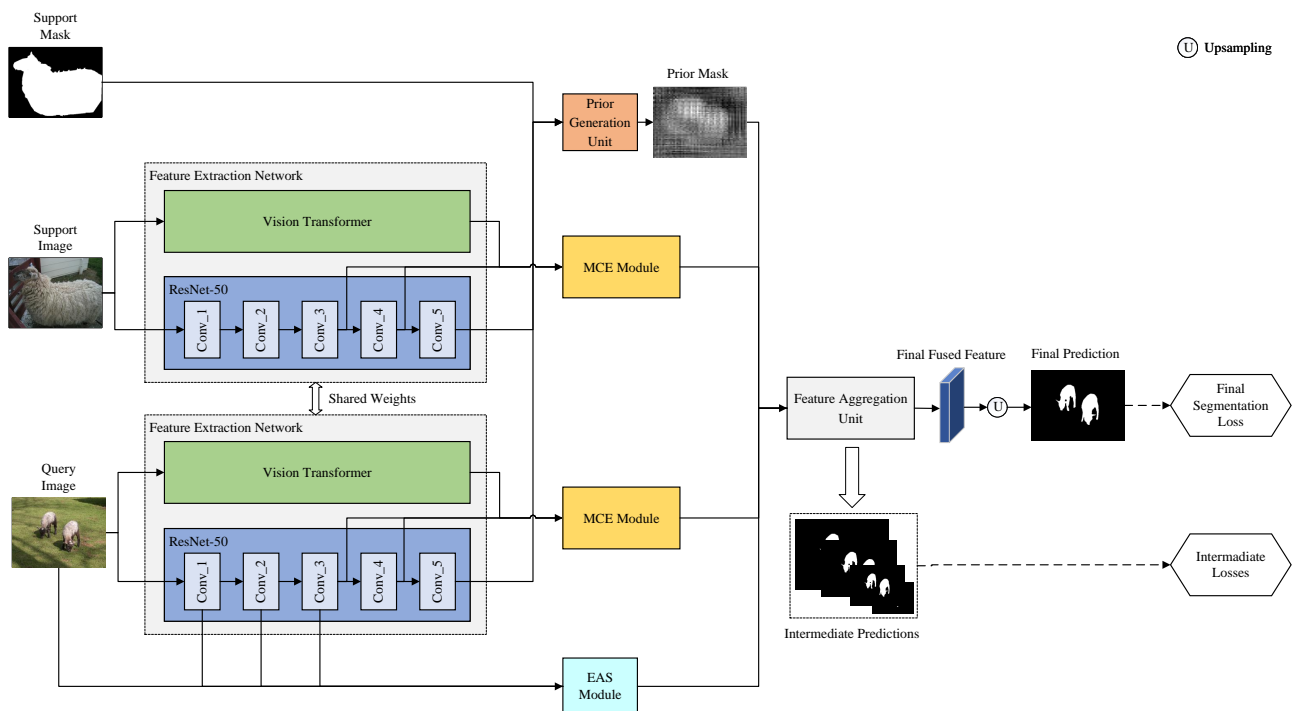 Support
Mask
U Upsampling
Prior Mask
Prior
Generation
Unit
Feature Extraction Network
Vision Transformer
Support
Image
MCE Module
ResNet-50
Conv_1
Conv_2
Conv_3
Conv_4
Conv_5
Shared Weights
Final Fused Feature
Final Prediction
Feature Aggregation
Unit
U
Final
Segmentation
Loss
Feature Extraction Network
Vision Transformer
Query
Image
MCE Module
ResNet-50
Conv_1
Conv_2
Conv_3
Conv_4
Conv_5
Intermadiate
Losses
Intermediate Predictions
EAS
Module